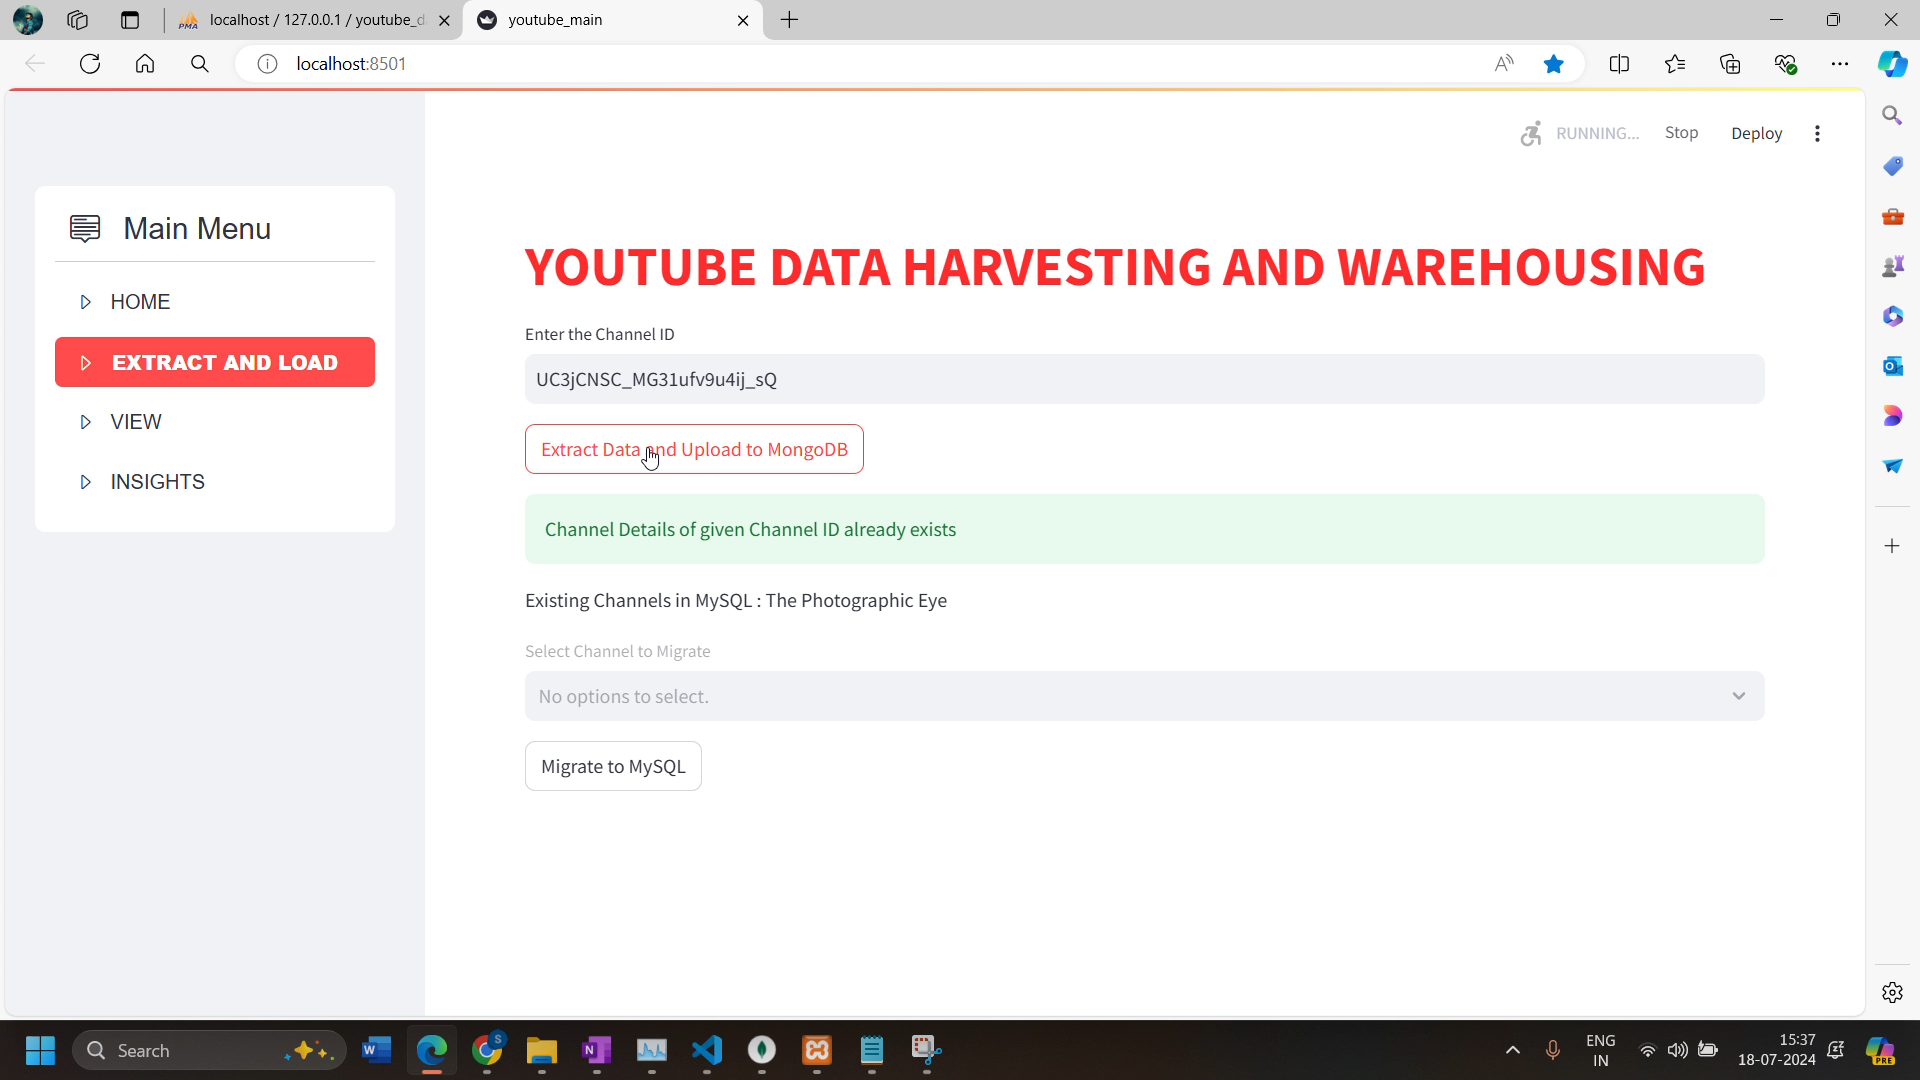 localhost / 127.0.0.1 / youtube_d
youtube_main
localhost:8501
RUNNING...
Stop
Deploy
Main Menu
HOME
EXTRACT AND LOAD
VIEW
INSIGHTS
YOUTUBE DATA HARVESTING AND WAREHOUSING
Enter the Channel ID
UC3jCNSC_MG31ufv9u4ij_sQ
Extract Data and Upload to MongoDB
Channel Details of given Channel ID already exists
Existing Channels in MySQL : The Photographic Eye
Select Channel to Migrate
No options to select.
Migrate to MySQL
Search
ENG
IN
15:37
18-07-2024
PRE